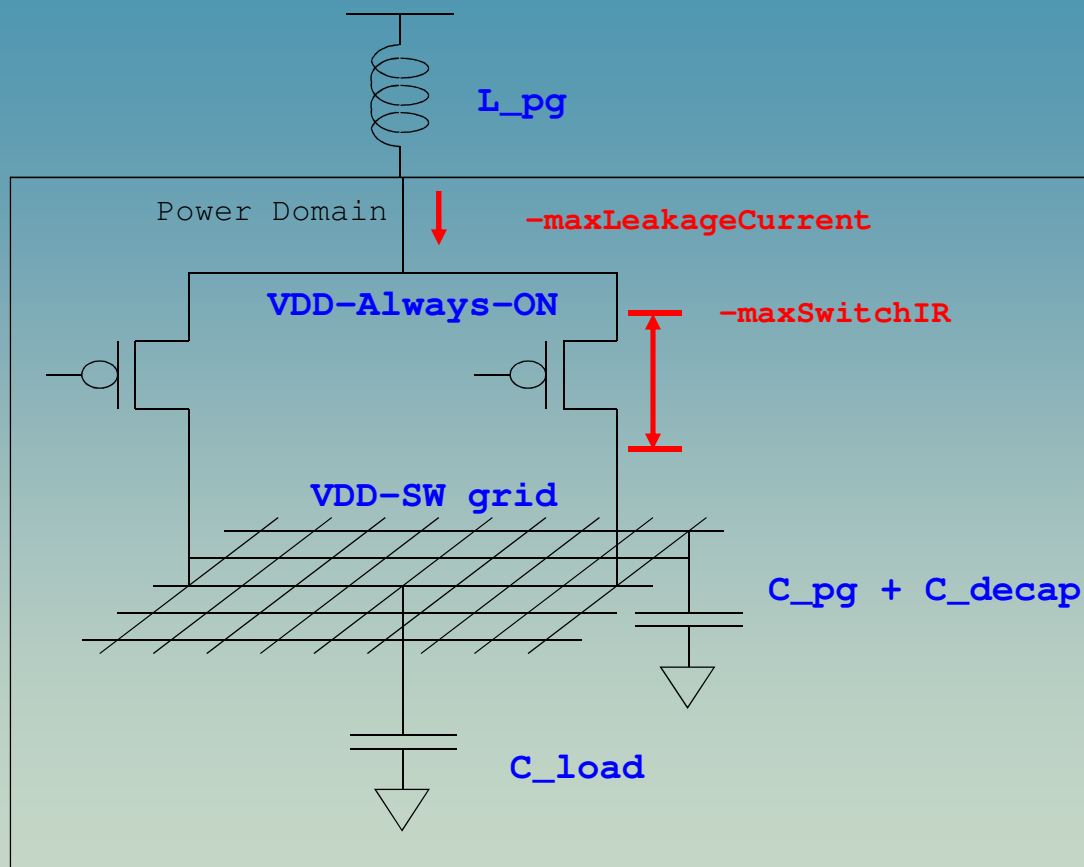 L_pg
Power Domain
-maxLeakageCurrent
VDD-Always-ON
-maxSwitchIR
VDD-SW grid
C_pg + C_decap
C_load